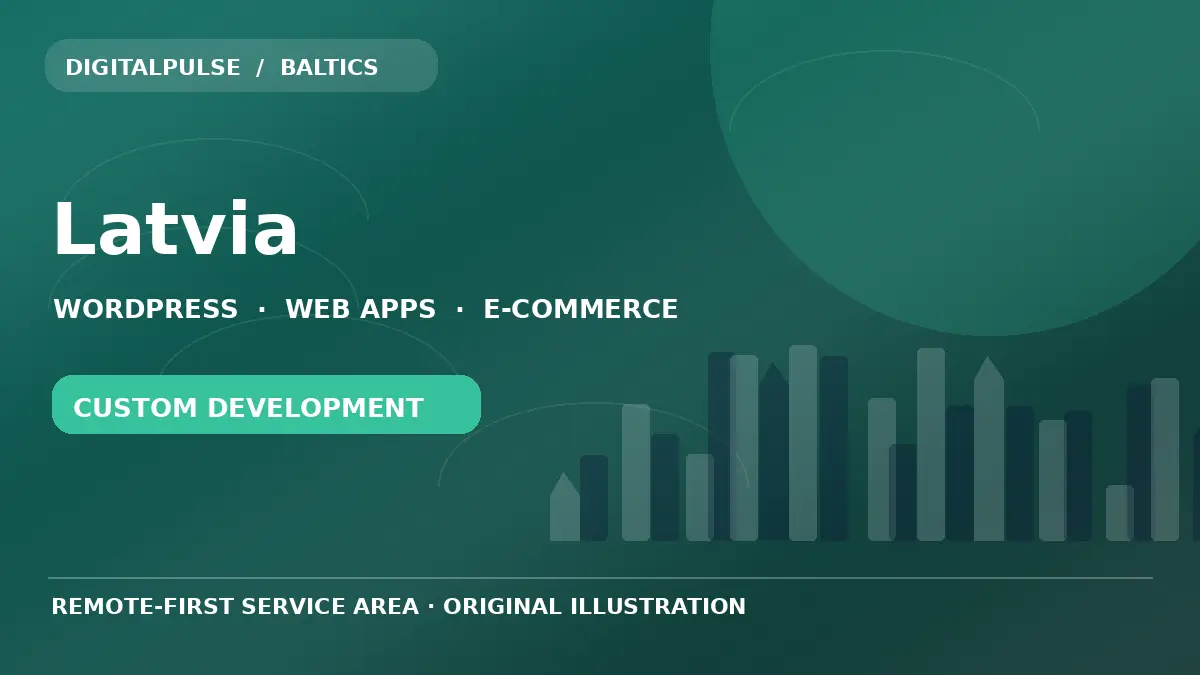 DIGITALPULSE / BALTICS
Latvia
WORDPRESS · WEB APPS · E-COMMERCE
CUSTOM DEVELOPMENT
REMOTE-FIRST SERVICE AREA · ORIGINAL ILLUSTRATION